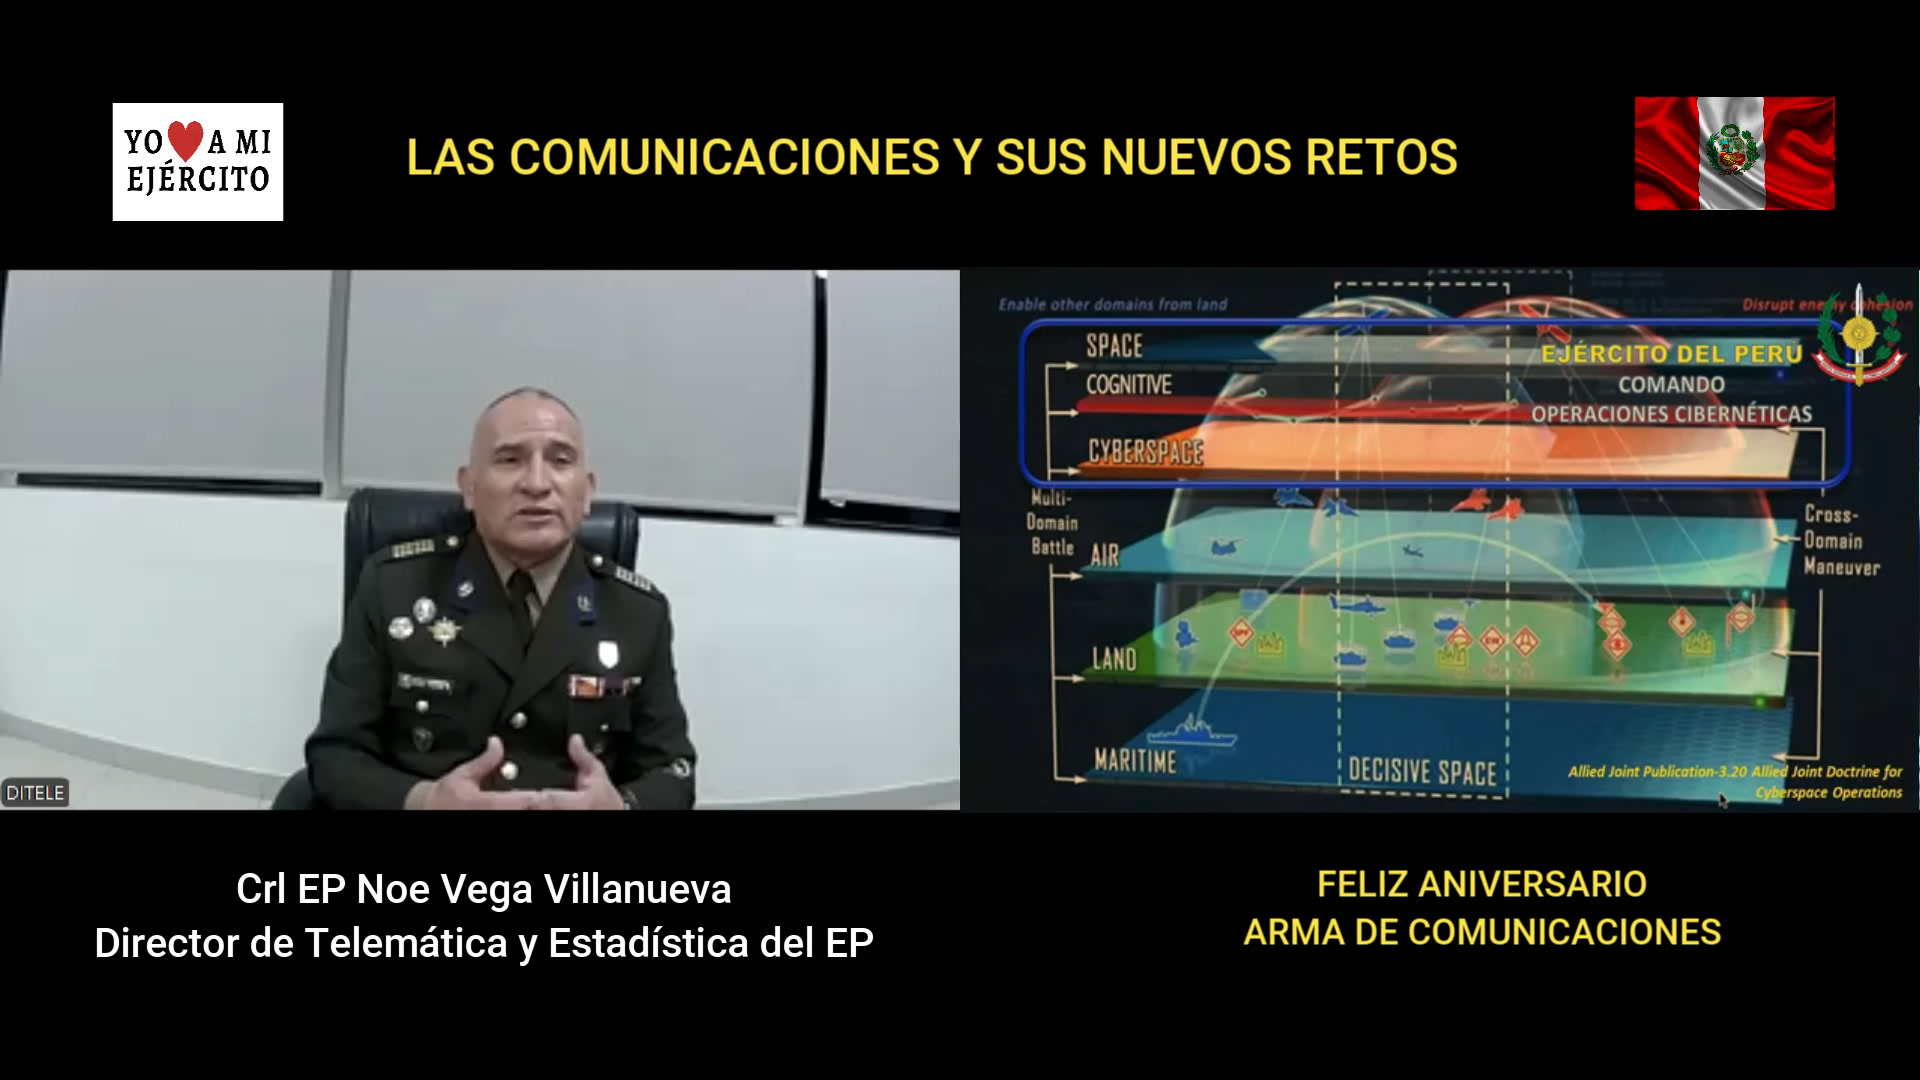 YO ❤ A MI
EJÉRCITO
LAS COMUNICACIONES Y SUS NUEVOS RETOS
DITELE
Crl EP Noe Vega Villanueva
Director de Telemática y Estadística del EP
Enable other domains from land
Disrupt enemy cohesion
SPACE
EJÉRCITO DEL PERU
COGNITIVE
COMANDO
OPERACIONES CIBERNÉTICAS
CYBERSPACE
Multi-
Domain
Battle
Cross-
Domain
Maneuver
AIR
LAND
MARITIME
DECISIVE SPACE
Allied Joint Publication-3.20 Allied Joint Doctrine for
Cyberspace Operations
FELIZ ANIVERSARIO
ARMA DE COMUNICACIONES